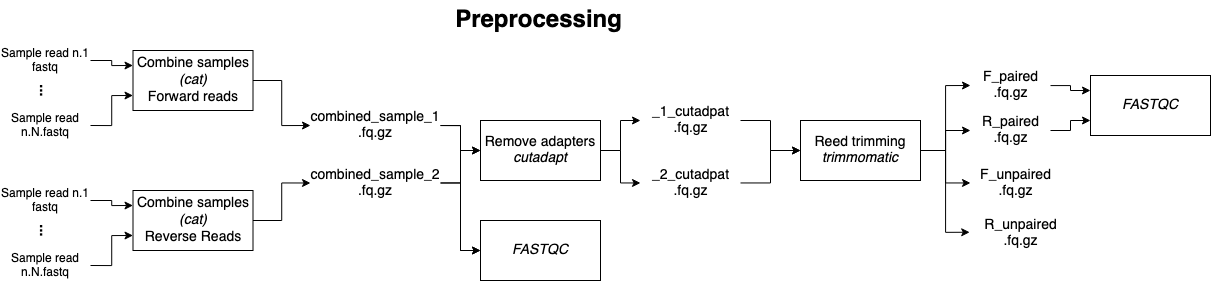 Preprocessing
Sample read n.1
fastq
...
Sample read
n.N.fastq
Combine samples
(cat)
Forward reads
Sample read n.1
fastq
...
Sample read
n.N.fastq
Combine samples
(cat)
Reverse Reads
combined_sample_1
.fq.gz
combined_sample_2
.fq.gz
Remove adapters
cutadapt
FASTQC
_1_cutadpat
.fq.gz
_2_cutadpat
.fq.gz
Reed trimming
trimmomatic
F_paired
.fq.gz
R_paired
.fq.gz
F_unpaired
.fq.gz
R_unpaired
.fq.gz
FASTQC